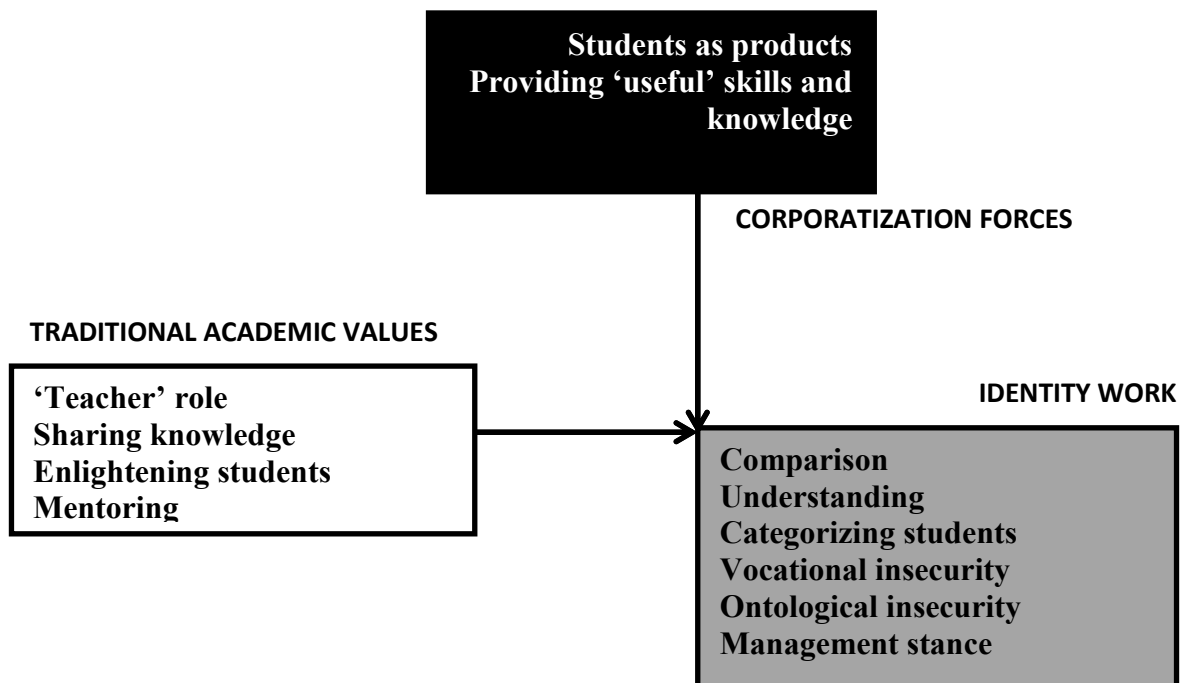 Students as products
Providing ‘useful’ skills and
knowledge
CORPORATIZATION FORCES
TRADITIONAL ACADEMIC VALUES
‘Teacher’ role
Sharing knowledge
Enlightening students
Mentoring
IDENTITY WORK
Comparison
Understanding
Categorizing students
Vocational insecurity
Ontological insecurity
Management stance